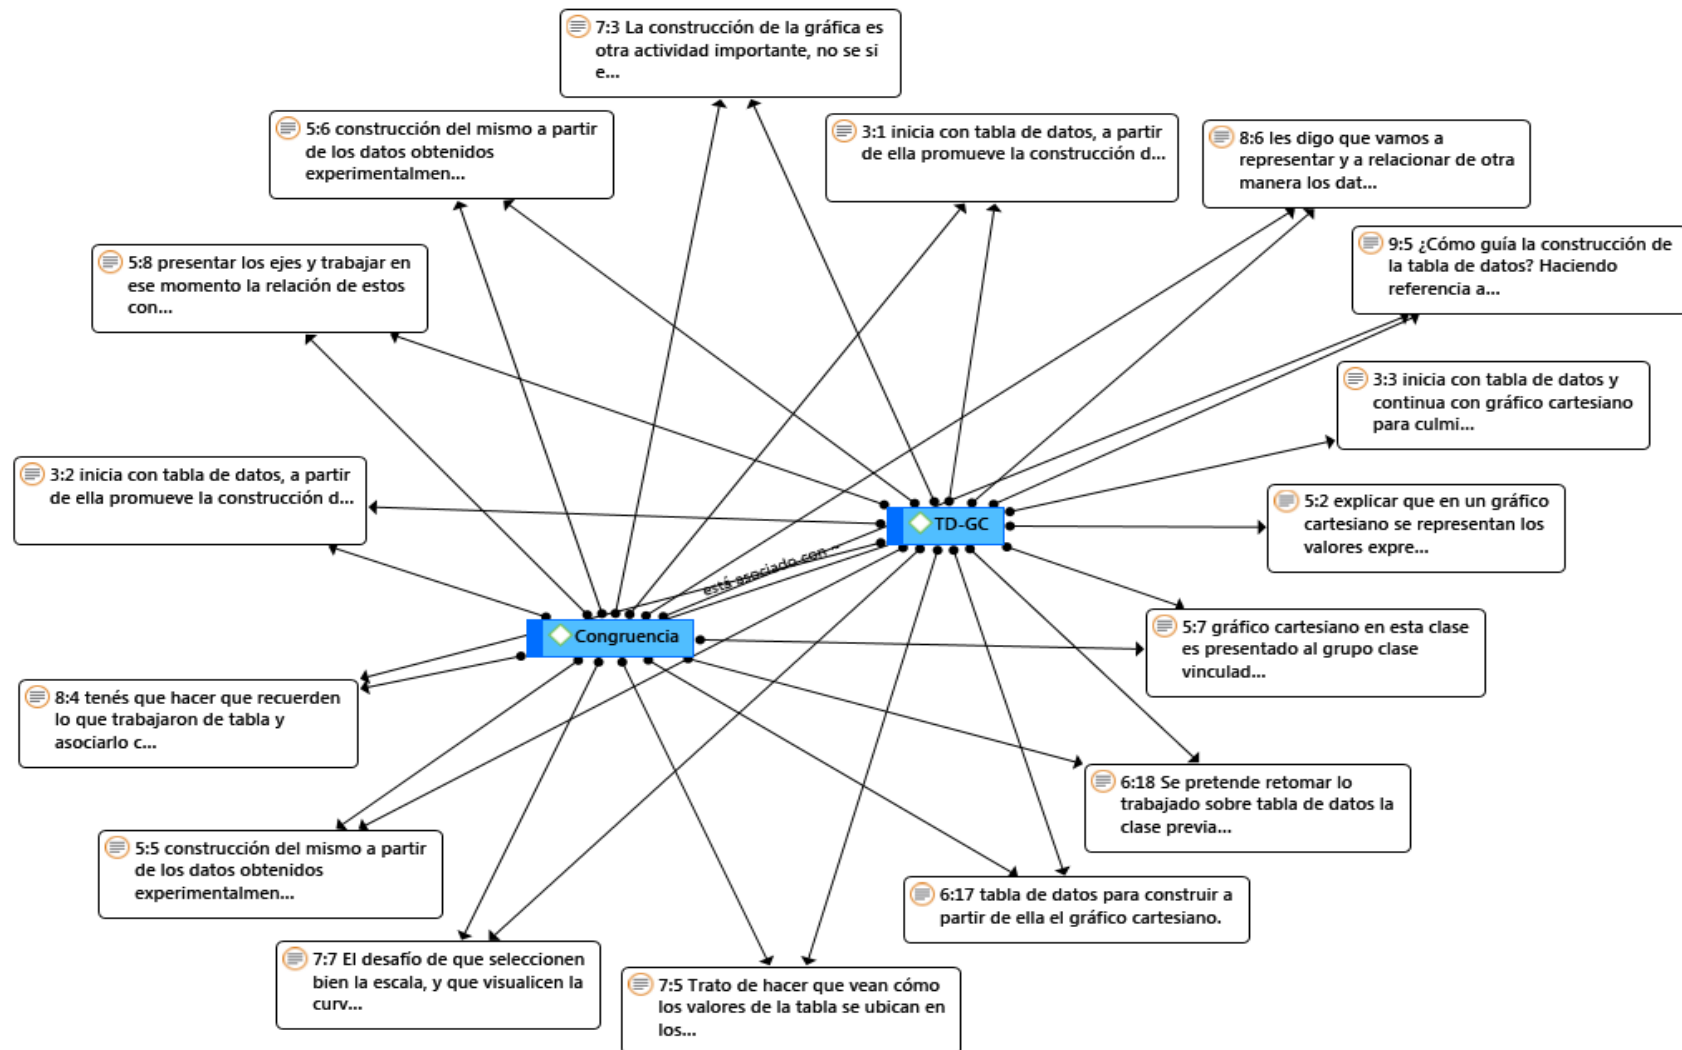 7:3 La construcción de la gráfica es
otra actividad importante, no se si
e...
5:6 construcción del mismo a partir
de los datos obtenidos
experimentalmen...
3:1 inicia con tabla de datos, a partir
de ella promueve la construcción d...
8:6 les digo que vamos a
representar y a relacionar de otra
manera los dat...
9:5 ¿Cómo guía la construcción de
la tabla de datos? Haciendo
referencia a...
5:8 presentar los ejes y trabajar en
ese momento la relación de estos
con...
3:3 inicia con tabla de datos y
continua con gráfico cartesiano
para culmi...
3:2 inicia con tabla de datos, a partir
de ella promueve la construcción d...
5:2 explicar que en un gráfico
cartesiano se representan los
valores expre...
TD-GC
está asociado con ~
Congruencia
5:7 gráfico cartesiano en esta clase
es presentado al grupo clase
vinculad...
8:4 tenés que hacer que recuerden
lo que trabajaron de tabla y
asociarlo c...
6:18 Se pretende retomar lo
trabajado sobre tabla de datos la
clase previa...
5:5 construcción del mismo a partir
de los datos obtenidos
experimentalmen...
6:17 tabla de datos para construir a
partir de ella el gráfico cartesiano.
7:7 El desafío de que seleccionen
bien la escala, y que visualicen la
curv...
7:5 Trato de hacer que vean cómo
los valores de la tabla se ubican en
los...